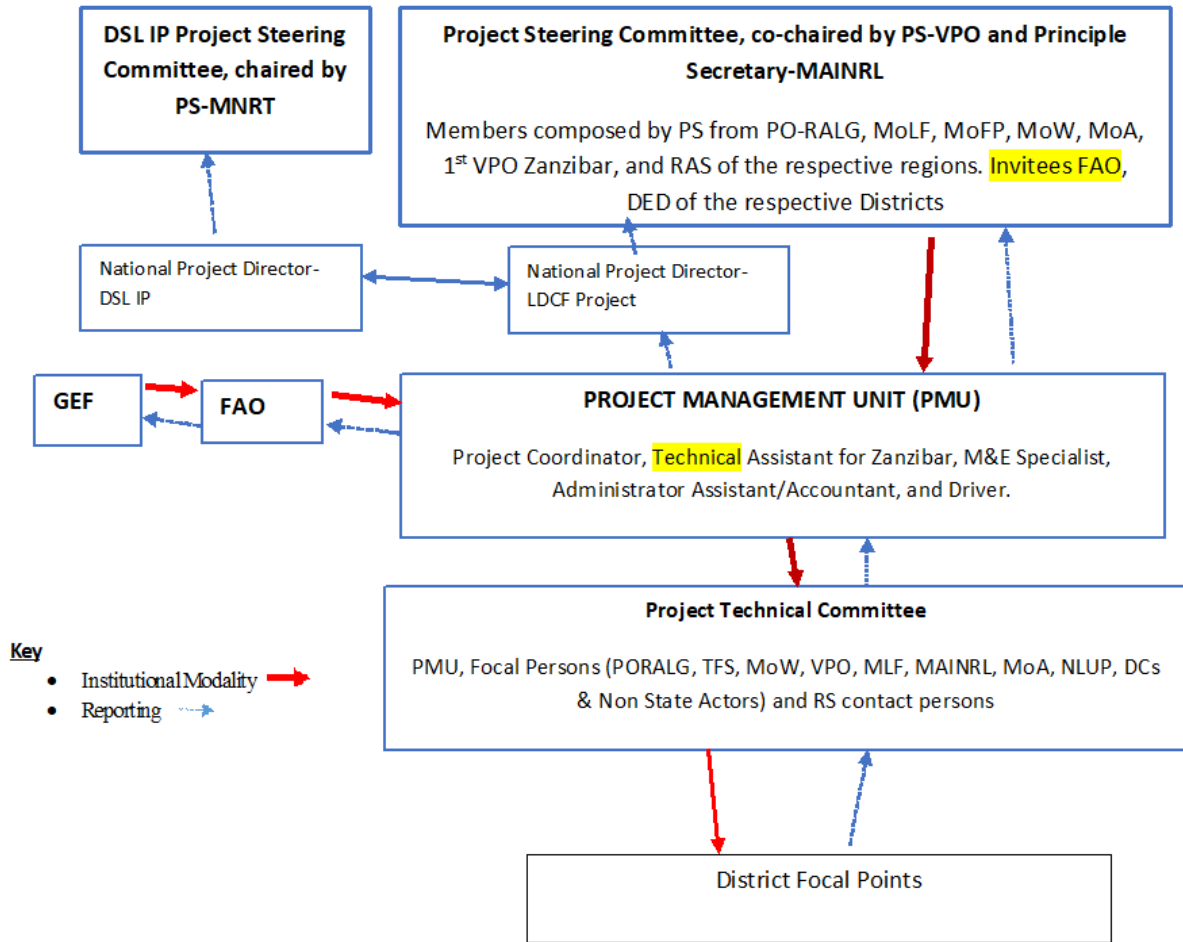 DSL IP Project Steering
Committee, chaired by
PS-MNRT
Project Steering Committee, co-chaired by PS-VPO and Principle
Secretary-MAINRL
Members composed by PS from PO-RALG, MoLF, MoFP, MoW, MoA,
1st VPO Zanzibar, and RAS of the respective regions. Invitees FAO,
DED of the respective Districts
National Project Director-
DSL IP
National Project Director-
LDCF Project
GEF
FAO
PROJECT MANAGEMENT UNIT (PMU)
Project Coordinator, Technical Assistant for Zanzibar, M&E Specialist,
Administrator Assistant/Accountant, and Driver.
Project Technical Committee
PMU, Focal Persons (PORALG, TFS, MoW, VPO, MLF, MAINRL, MoA, NLUP, DCs
& Non State Actors) and RS contact persons
Key
• Institutional Modality
• Reporting
District Focal Points